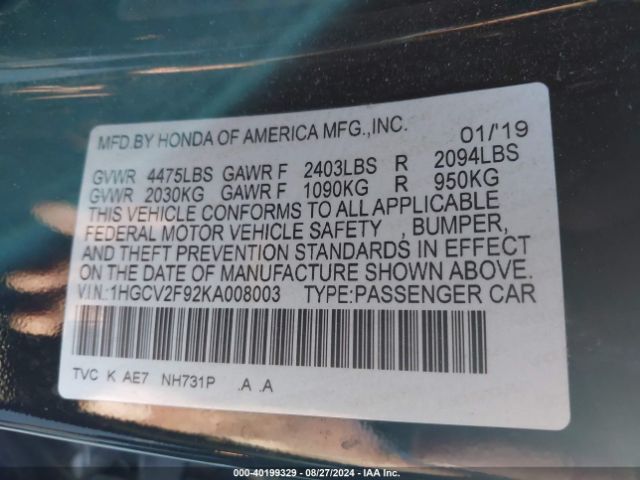 MFD.BY HONDA OF AMERICA MFG.,INC. 01/'19
GVWR 4475LBS GAWR F 2403LBS R 2094LBS
GVWR 2030KG GAWR F 1090KG R 950KG
THIS VEHICLE CONFORMS TO ALL APPLICABLE
FEDERAL MOTOR VEHICLE SAFETY , BUMPER,
AND THEFT PREVENTION STANDARDS IN EFFECT
ON THE DATE OF MANUFACTURE SHOWN ABOVE.
V.I.N.:1HGCV2F92KA008003 TYPE:PASSENGER CAR
TVC K AE7 NH731P .A .A
000-40199329 - 08/27/2024 - IAA Inc.